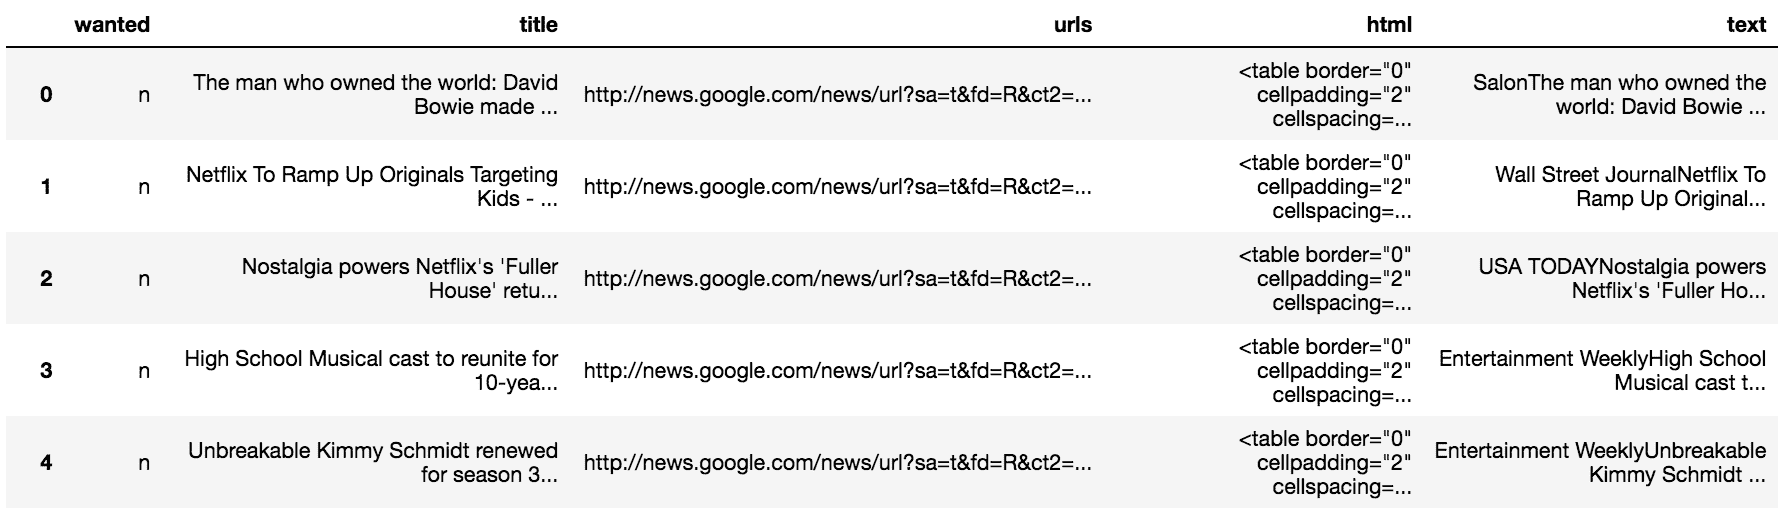 wanted title urls html text
0 n The man who owned the world: David Bowie made ... http://news.google.com/news/url?sa=t&fd=R&ct2=... <table border="0" cellpadding="2" cellspacing=... SalonThe man who owned the world: David Bowie ...
1 n Netflix To Ramp Up Originals Targeting Kids - ... http://news.google.com/news/url?sa=t&fd=R&ct2=... <table border="0" cellpadding="2" cellspacing=... Wall Street JournalNetflix To Ramp Up Original...
2 n Nostalgia powers Netflix's 'Fuller House' retu... http://news.google.com/news/url?sa=t&fd=R&ct2=... <table border="0" cellpadding="2" cellspacing=... USA TODAYNostalgia powers Netflix's 'Fuller Ho...
3 n High School Musical cast to reunite for 10-yea... http://news.google.com/news/url?sa=t&fd=R&ct2=... <table border="0" cellpadding="2" cellspacing=... Entertainment WeeklyHigh School Musical cast t...
4 n Unbreakable Kimmy Schmidt renewed for season 3... http://news.google.com/news/url?sa=t&fd=R&ct2=... <table border="0" cellpadding="2" cellspacing=... Entertainment WeeklyUnbreakable Kimmy Schmidt ...